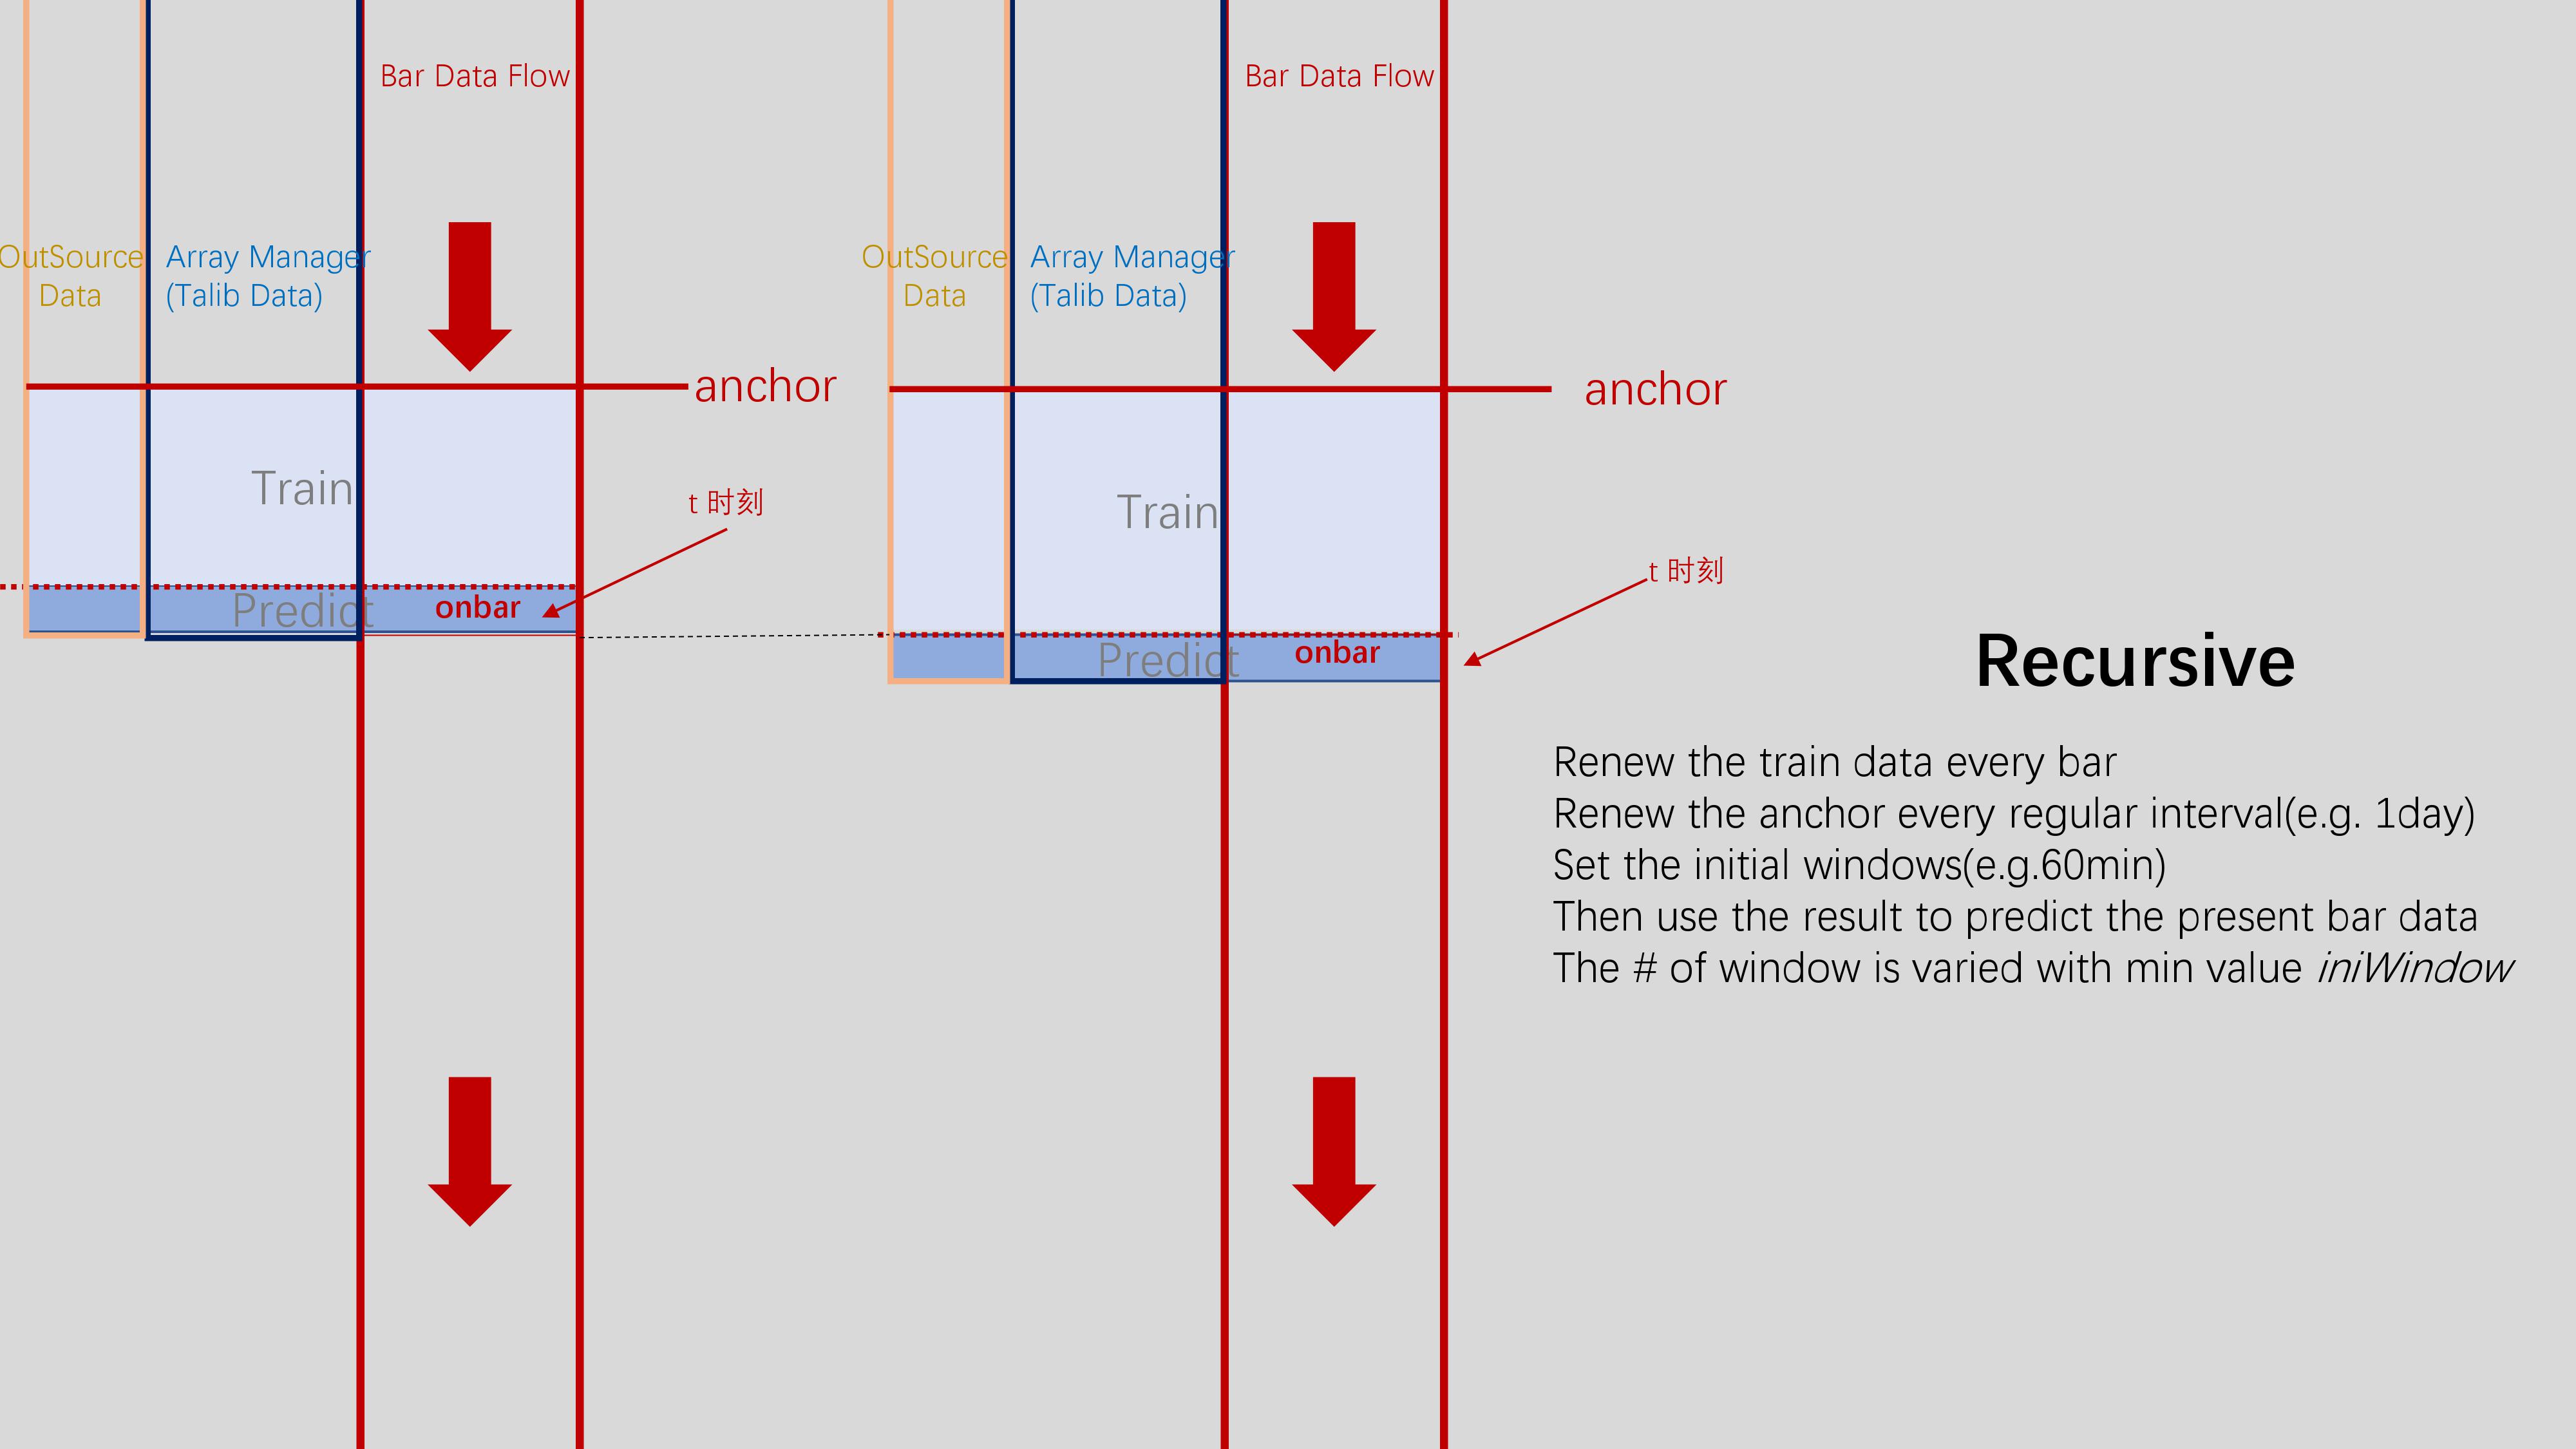 Bar Data Flow
OutSource
Data
Array Manager
(Talib Data)
anchor
Train
t 时刻
Predict
onbar
Bar Data Flow
OutSource
Data
Array Manager
(Talib Data)
anchor
Train
t 时刻
Predict
onbar
Recursive
Renew the train data every bar
Renew the anchor every regular interval(e.g. 1day)
Set the initial windows(e.g.60min)
Then use the result to predict the present bar data
The # of window is varied with min value iniWindow